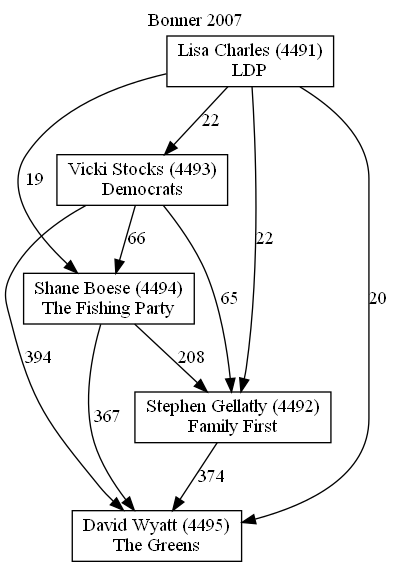 Bonner 2007
Lisa Charles (4491)
LDP
22
Vicki Stocks (4493)
Democrats
19
66
22
Shane Boese (4494)
The Fishing Party
65
20
394
208
367
Stephen Gellatly (4492)
Family First
374
David Wyatt (4495)
The Greens